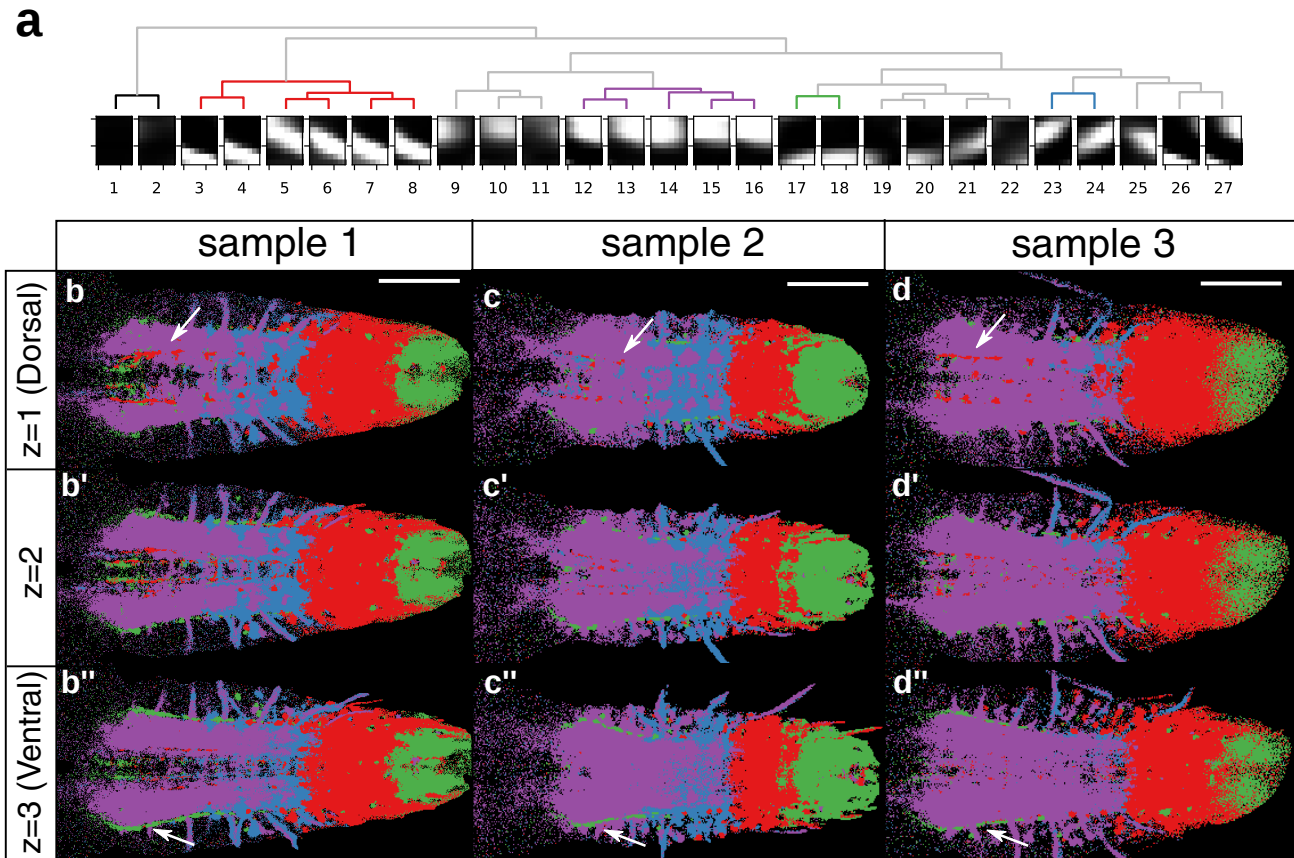 a
1 2 3 4 5 6 7 8 9 10 11 12 13 14 15 16 17 18 19 20 21 22 23 24 25 26 27
sample 1 sample 2 sample 3
z=1 (Dorsal)
b c d
z=2
b' c' d'
z=3 (Ventral)
b" c" d"